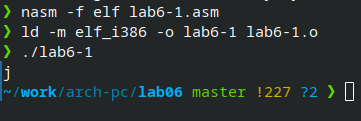 ❯ nasm -f elf lab6-1.asm
❯ ld -m elf_i386 -o lab6-1 lab6-1.o
❯ ./lab6-1
j
~/work/arch-pc/lab06 master !227 ?2 ❯